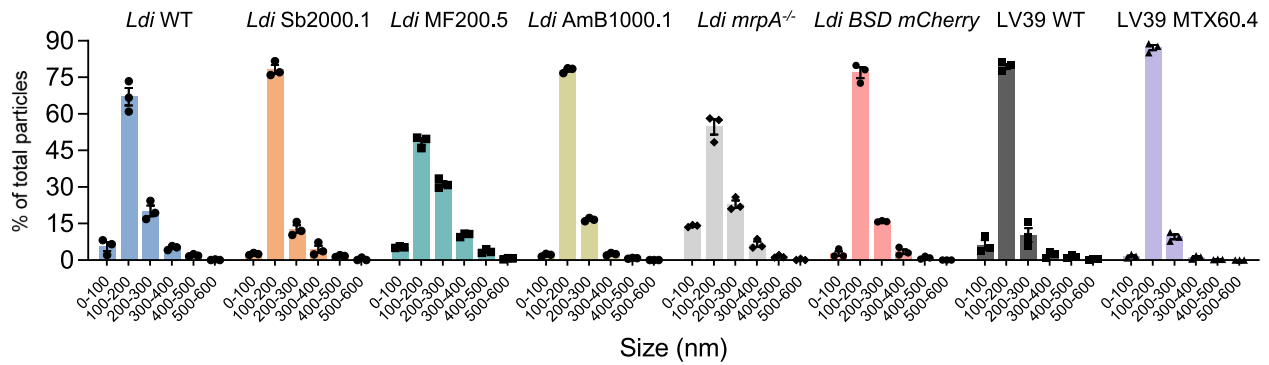 Ldi WT Ldi Sb2000.1 Ldi MF200.5 Ldi AmB1000.1 Ldi mrpA-/- Ldi BSD mCherry LV39 WT LV39 MTX60.4
% of total particles
90
75
60
45
30
15
0
0-100 100-200 200-300 300-400 400-500 500-600 0-100 100-200 200-300 300-400 400-500 500-600 0-100 100-200 200-300 300-400 400-500 500-600 0-100 100-200 200-300 300-400 400-500 500-600 0-100 100-200 200-300 300-400 400-500 500-600 0-100 100-200 200-300 300-400 400-500 500-600 0-100 100-200 200-300 300-400 400-500 500-600 0-100 100-200 200-300 300-400 400-500 500-600
Size (nm)